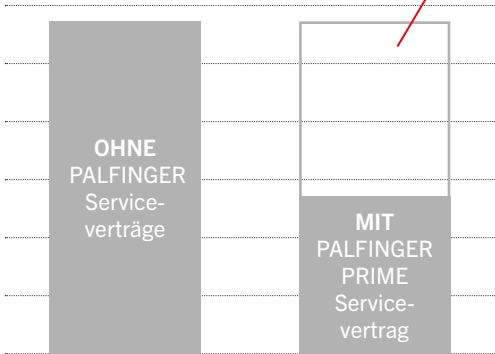 OHNE
PALFINGER
Service-
verträge
MIT
PALFINGER
PRIME
Service-
vertrag